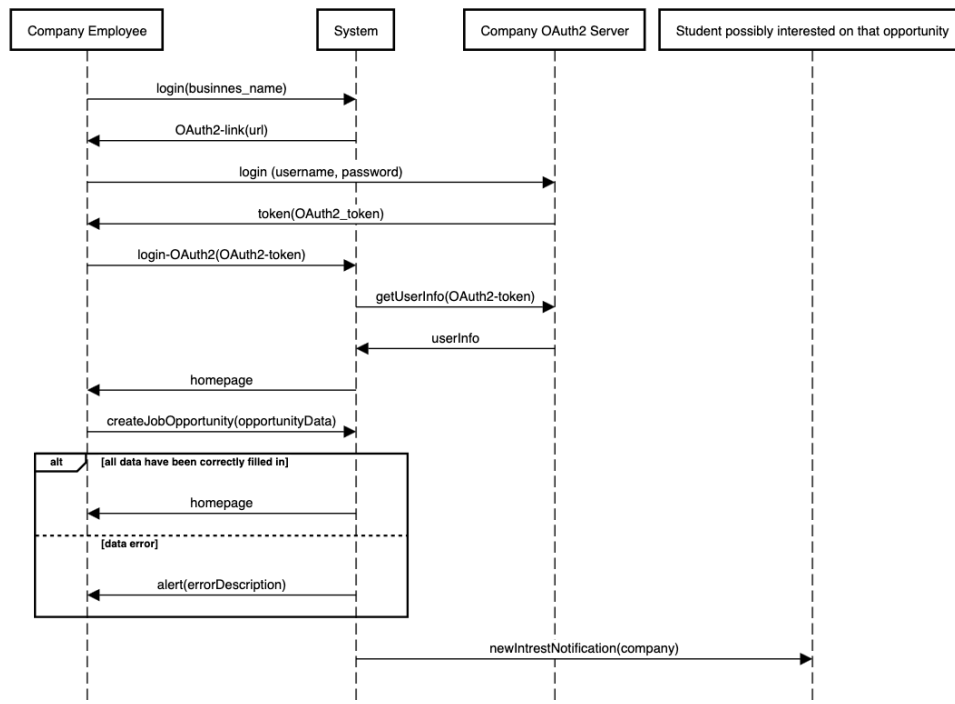 Company Employee
System
Company OAuth2 Server
Student possibly interested on that opportunity
login(businnes_name)
OAuth2-link(url)
login (username, password)
token(OAuth2_token)
login-OAuth2(OAuth2-token)
getUserInfo(OAuth2-token)
userInfo
homepage
createJobOpportunity(opportunityData)
alt
[all data have been correctly filled in]
homepage
[data error]
alert(errorDescription)
newIntrestNotification(company)